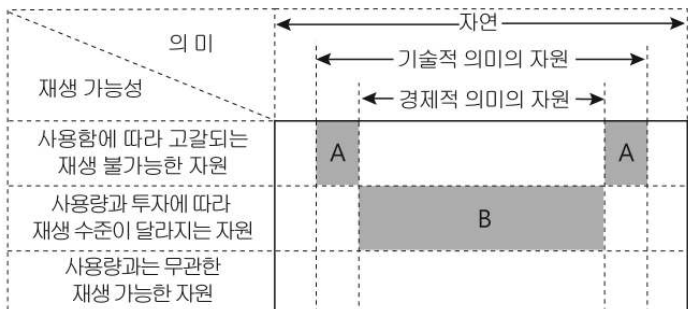 자연
의 미
기술적 의미의 자원
재생 가능성
경제적 의미의 자원
사용함에 따라 고갈되는
재생 불가능한 자원
A
A
사용량과 투자에 따라
재생 수준이 달라지는 자원
B
사용량과는 무관한
재생 가능한 자원